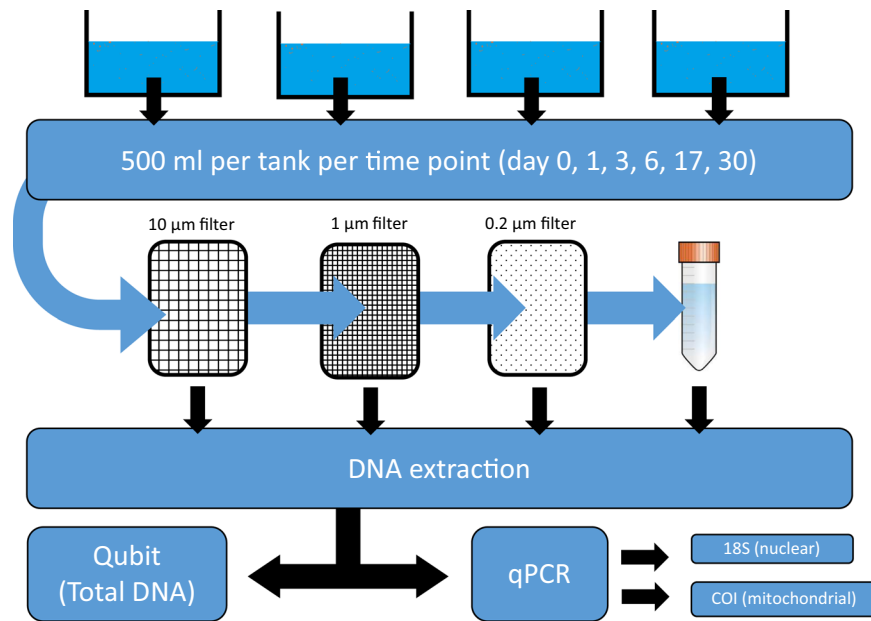 500 ml per tank per time point (day 0, 1, 3, 6, 17, 30)
10 µm filter
1 µm filter
0.2 µm filter
DNA extraction
Qubit
(Total DNA)
qPCR
18S (nuclear)
COI (mitochondrial)